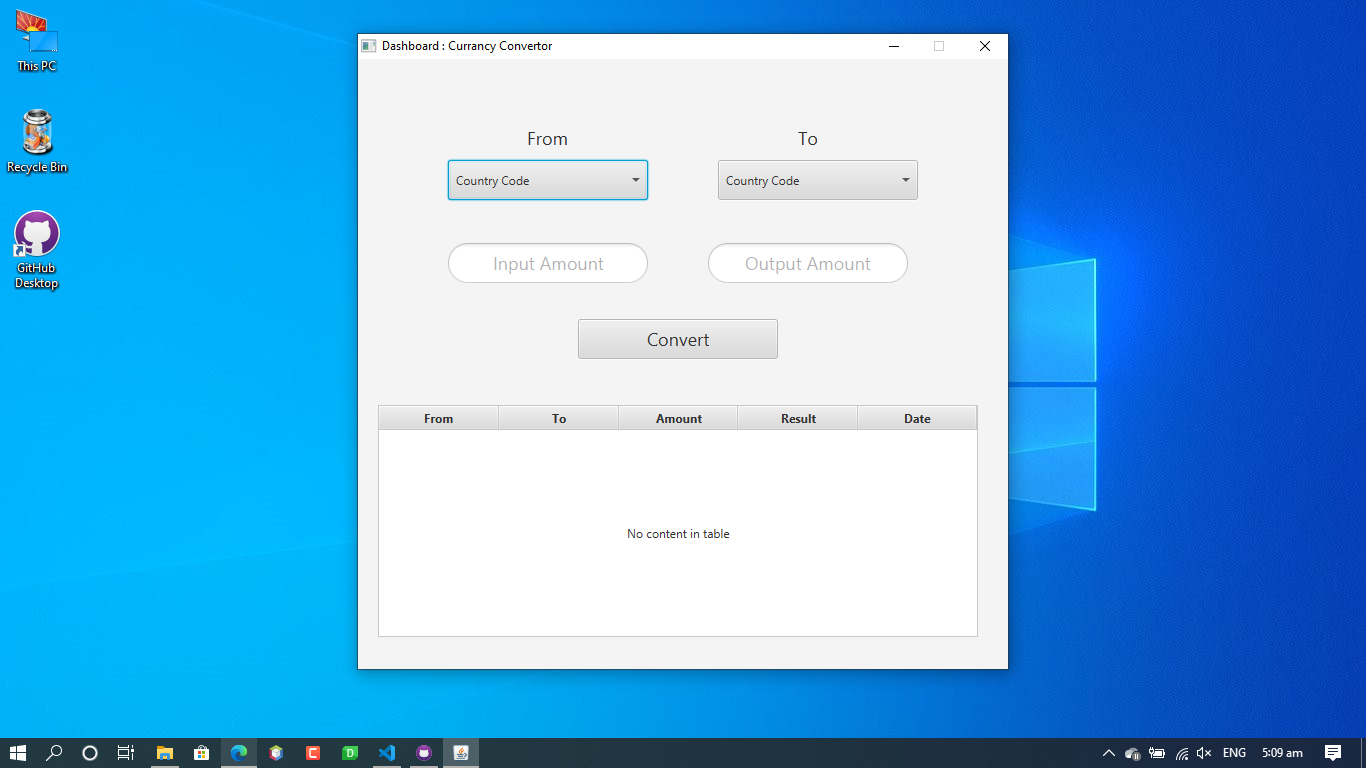 This PC
Recycle Bin
GitHub
Desktop
Dashboard : Currancy Convertor
From
To
Country Code
Country Code
Input Amount
Output Amount
Convert
From To Amount Result Date
No content in table
C
D
ENG
5:09 am